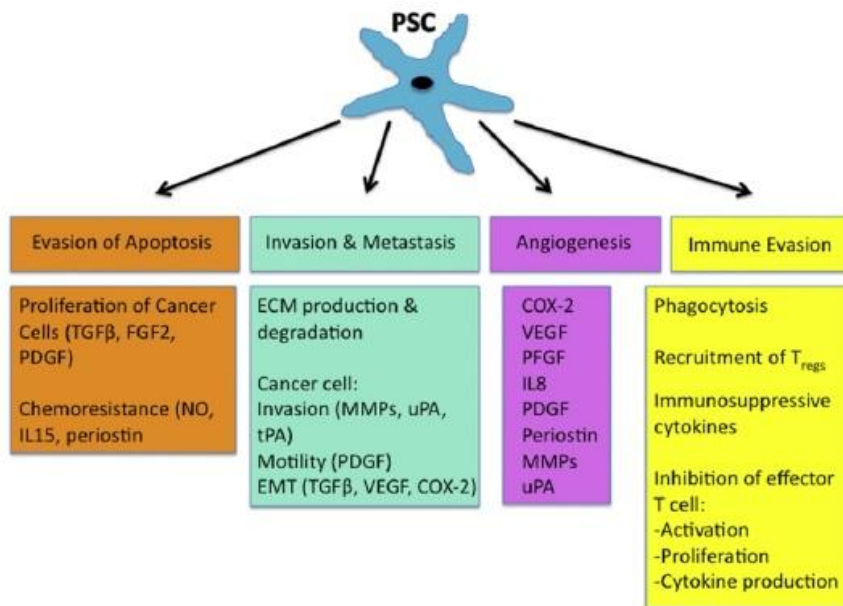 PSC
Evasion of Apoptosis
Proliferation of Cancer
Cells (TGFβ, FGF2,
PDGF)
Chemoresistance (NO,
IL15, periostin
Invasion & Metastasis
ECM production &
degradation
Cancer cell:
Invasion (MMPs, uPA,
tPA)
Motility (PDGF)
EMT (TGFβ, VEGF, COX-2)
Angiogenesis
COX-2
VEGF
PFGF
IL8
PDGF
Periostin
MMPs
uPA
Immune Evasion
Phagocytosis
Recruitment of Tregs
Immunosuppressive
cytokines
Inhibition of effector
T cell:
-Activation
-Proliferation
-Cytokine production